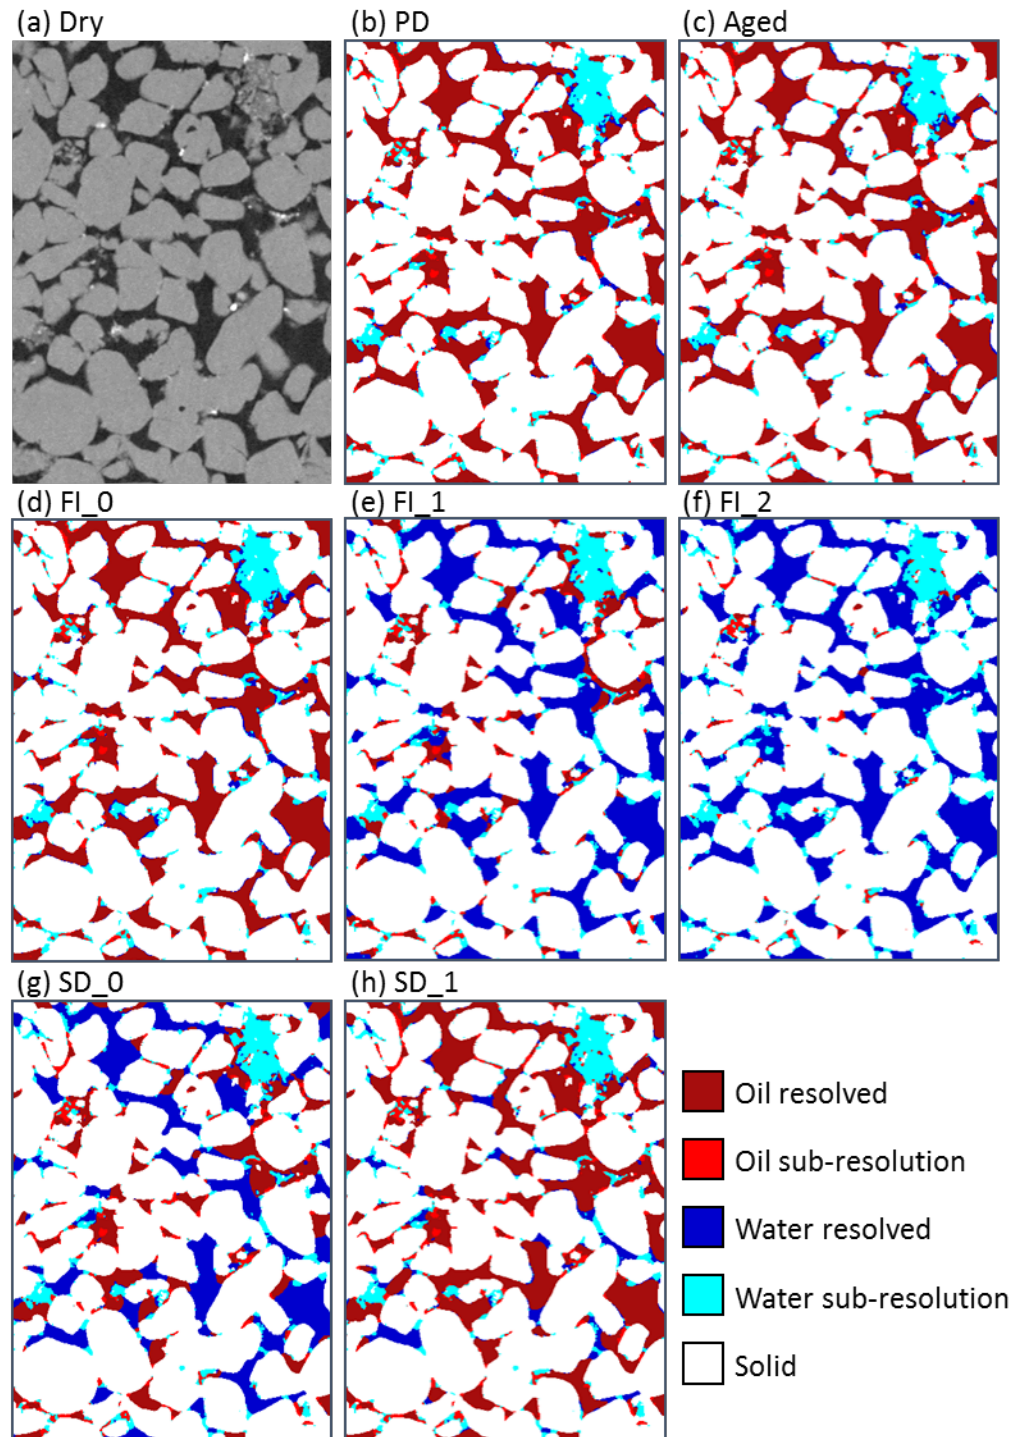 (a) Dry
(b) PD
(c) Aged
(d) FI_0
(e) FI_1
(f) FI_2
(g) SD_0
(h) SD_1
Oil resolved
Oil sub-resolution
Water resolved
Water sub-resolution
Solid